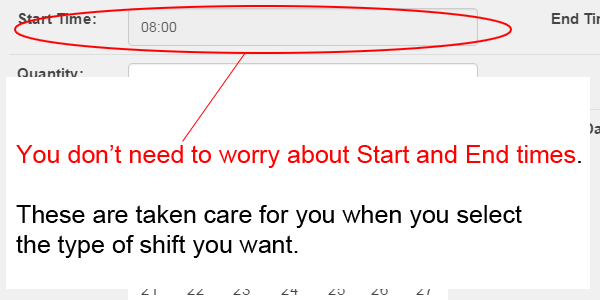 Start Time:
08:00
End Ti
Quantity:
You don't need to worry about Start and End times.
These are taken care for you when you select
the type of shift you want.
21 22 23 24 25 26 27